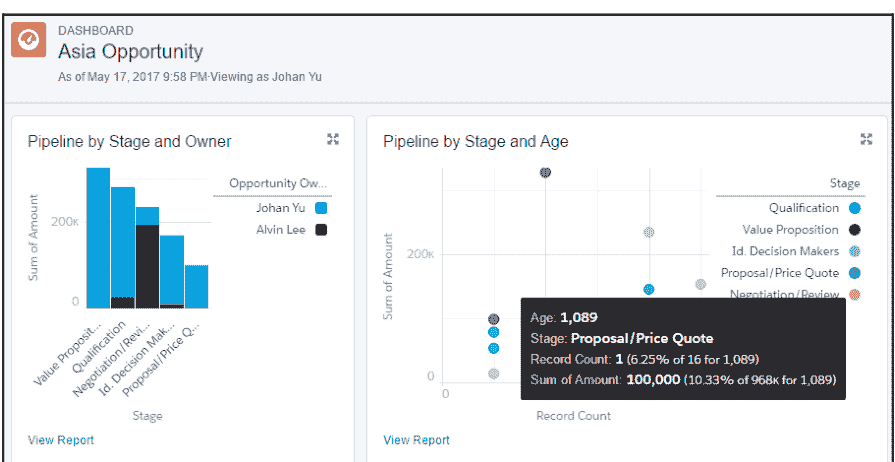 DASHBOARD
Asia Opportunity
As of May 17, 2017 9:58 PM·Viewing as Johan Yu
Pipeline by Stage and Owner
Opportunity Ow...
Johan Yu
Alvin Lee
Sum of Amount
200K
0
Value Proposit...
Qualification
Negotiation/Revi...
Id. Decision Mak...
Proposal/Price Q...
Stage
View Report
Pipeline by Stage and Age
Stage
Qualification
Value Proposition
Id. Decision Makers
Proposal/Price Quote
Negotiation/Review
Sum of Amount
200K
0
0
Record Count
Age: 1,089
Stage: Proposal/Price Quote
Record Count: 1 (6.25% of 16 for 1,089)
Sum of Amount: 100,000 (10.33% of 968K for 1,089)
View Report